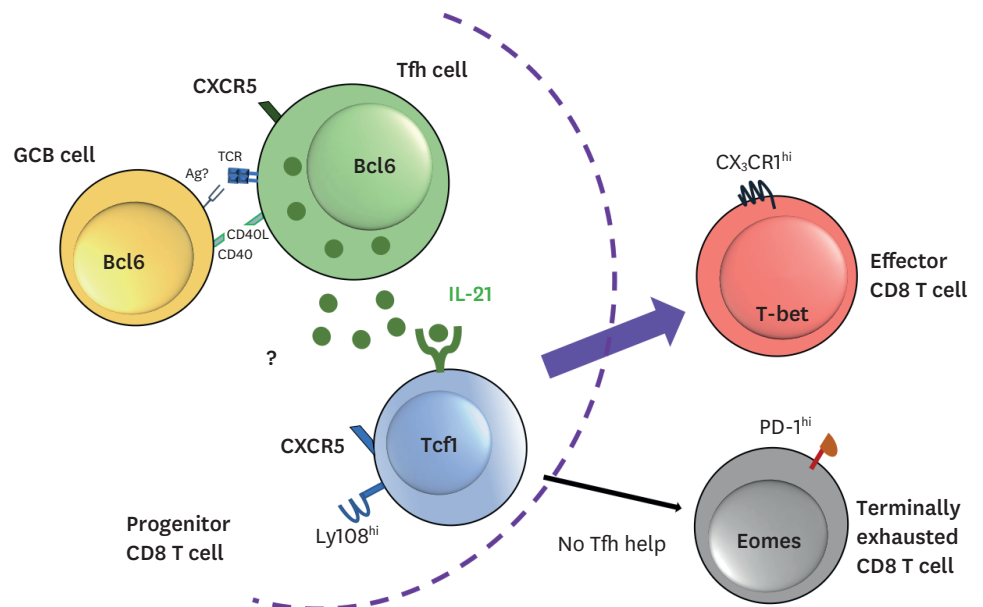 Tfh cell
CXCR5
GCB cell
TCR
Ag?
Bcl6
CD40L
CD40
Bcl6
IL-21
?
CXCR5
Tcf1
Ly108hi
Progenitor
CD8 T cell
CX3CR1hi
Effector
CD8 T cell
T-bet
PD-1hi
No Tfh help
Eomes
Terminally
exhausted
CD8 T cell